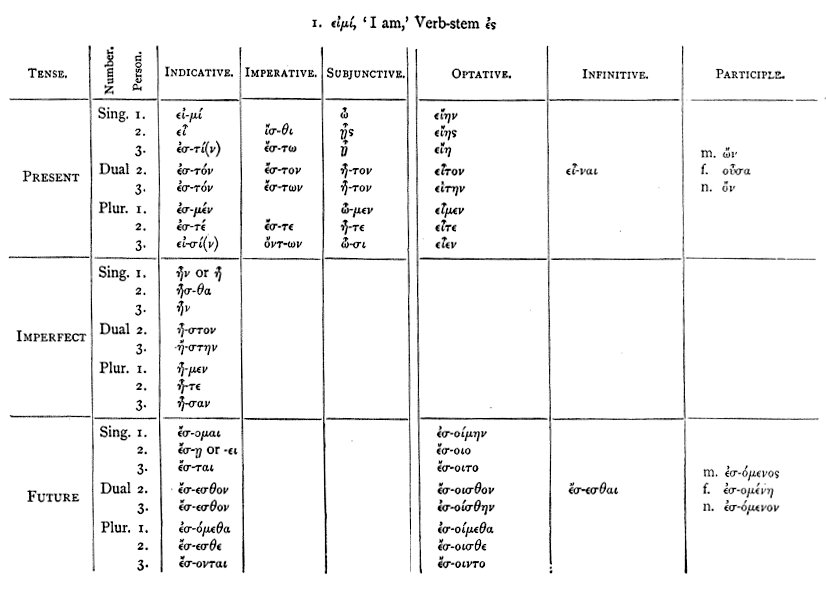 1. εἰμί, ‘I am,’ Verb-stem ἐς
TENSE. Number. Person. INDICATIVE. IMPERATIVE. SUBJUNCTIVE. OPTATIVE. INFINITIVE. PARTICIPLE.
Sing. 1. εἰ-μί ὦ εἴην
2. εἶ ἴσ-θι ᾖς εἴης
3. ἐσ-τί(ν) ἔσ-τω ᾖ εἴη
m. ὤν
PRESENT Dual 2. ἐσ-τόν ἔσ-τον ἦ-τον εἶτον εἶ-ναι f. οὖσα
3. ἐσ-τόν ἔσ-των ἦ-τον εἴτην n. ὄν
Plur. 1. ἐσ-μέν ὦ-μεν εἶμεν
2. ἐσ-τέ ἔσ-τε ἦ-τε εἶτε
3. εἰ-σί(ν) ὄντ-ων ὦ-σι εἶεν
Sing. 1. ἦν or ἦ
2. ἦσ-θα
3. ἦν
IMPERFECT Dual 2. ἦ-στον
3. ἤ-στην
Plur. 1. ἦ-μεν
2. ἦ-τε
3. ἦ-σαν
Sing. 1. ἔσ-ομαι ἐσ-οίμην
2. ἔσ-ῃ or -ει ἔσ-οιο
3. ἔσ-ται ἔσ-οιτο
m. ἐσ-όμενος
FUTURE Dual 2. ἔσ-εσθον ἔσ-οισθον ἔσ-εσθαι f. ἐσ-ομένη
3. ἔσ-εσθον ἐσ-οίσθην n. ἐσ-όμενον
Plur. 1. ἐσ-όμεθα ἐσ-οίμεθα
2. ἔσ-εσθε ἔσ-οισθε
3. ἔσ-ονται ἔσ-οιντο